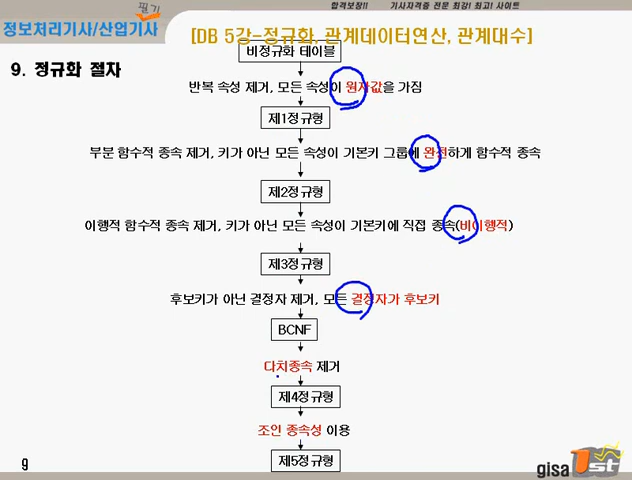 합격보장!! 기사자격증 전문 최강! 최고! 사이트
필기
정보처리기사/산업기사
[DB 5강-정규화, 관계데이터연산, 관계대수]
9. 정규화 절차
비정규화 테이블
반복 속성 제거, 모든 속성이 원자값을 가짐
제1정규형
부분 함수적 종속 제거, 키가 아닌 모든 속성이 기본키 그룹에 완전하게 함수적 종속
제2정규형
이행적 함수적 종속 제거, 키가 아닌 모든 속성이 기본키에 직접 종속(비이행적)
제3정규형
후보키가 아닌 결정자 제거, 모든 결정자가 후보키
BCNF
다치종속 제거
제4정규형
조인 종속성 이용
제5정규형
9
gisa 1st